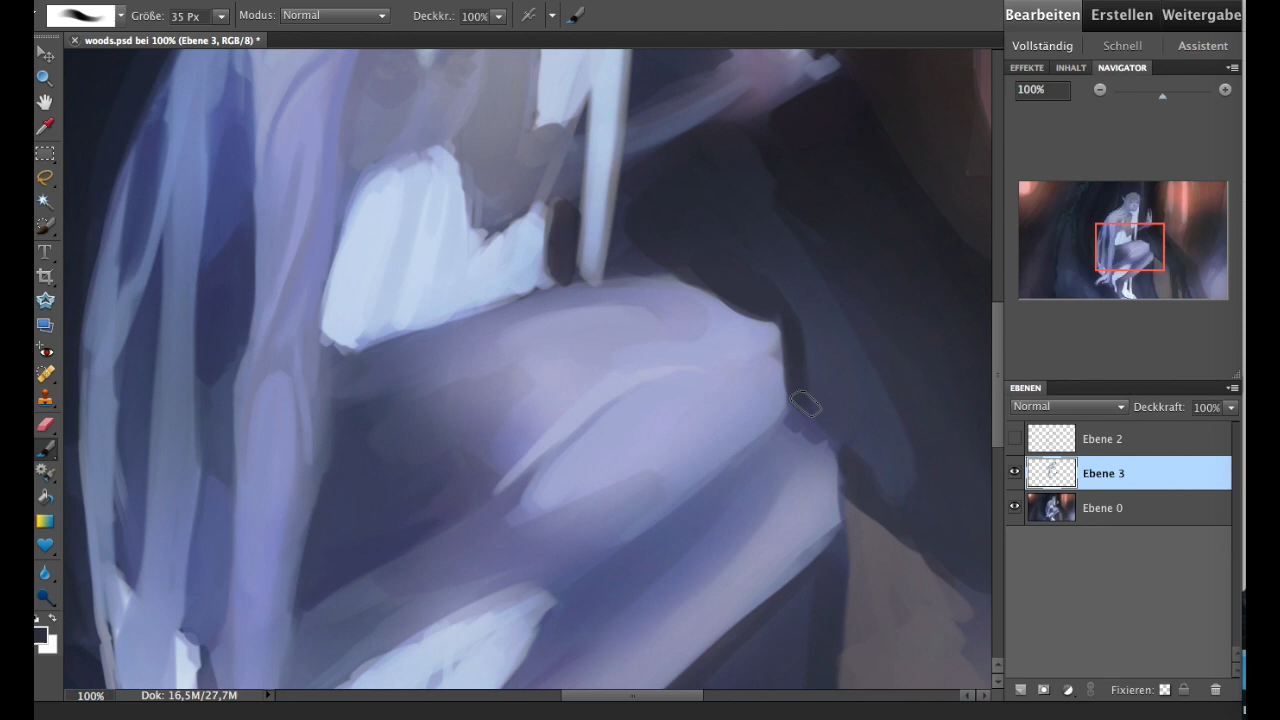 Größe: 35 Px Modus: Normal Deckkr.: 100%
Bearbeiten Erstellen Weitergabe
woods.psd bei 100% (Ebene 3, RGB/8) *
Vollständig Schnell Assistent
EFFEKTE INHALT NAVIGATOR
100%
EBENEN
Normal Deckkraft: 100%
Ebene 2
Ebene 3
Ebene 0
Fixieren:
100% Dok: 16,5M/27,7M